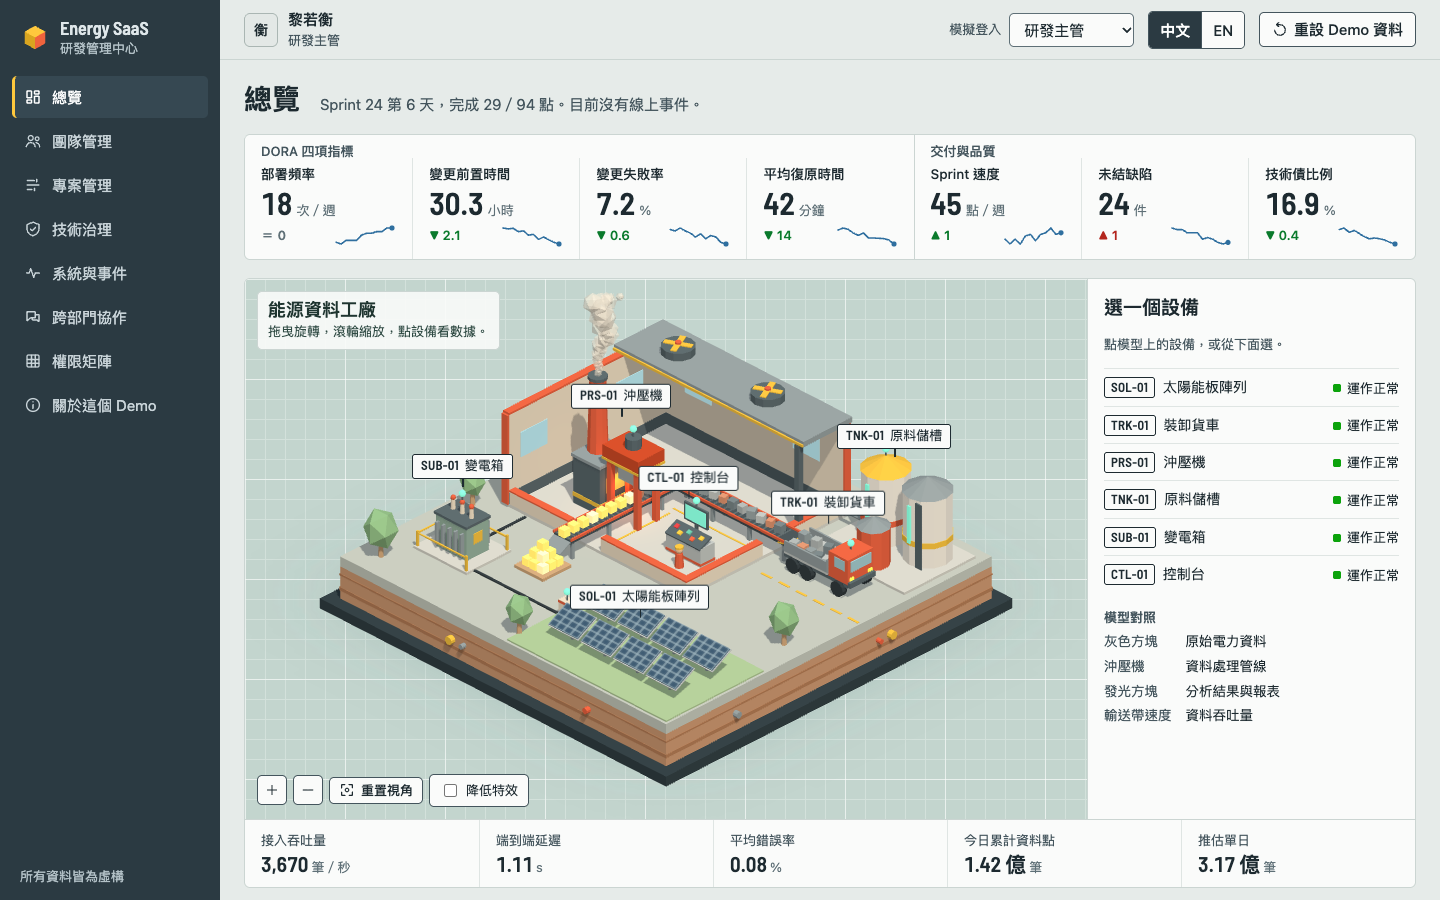 Energy SaaS
研發管理中心
總覽
團隊管理
專案管理
技術治理
系統與事件
跨部門協作
權限矩陣
關於這個 Demo
所有資料皆為虛構
衡
黎若衡
研發主管
模擬登入
研發主管
中文
EN
重設 Demo 資料
總覽
Sprint 24 第 6 天，完成 29 / 94 點。目前沒有線上事件。
DORA 四項指標
部署頻率
18 次 / 週
= 0
變更前置時間
30.3 小時
▼ 2.1
變更失敗率
7.2 %
▼ 0.6
平均復原時間
42 分鐘
▼ 14
交付與品質
Sprint 速度
45 點 / 週
▲ 1
未結缺陷
24 件
▲ 1
技術債比例
16.9 %
▼ 0.4
能源資料工廠
拖曳旋轉，滾輪縮放，點設備看數據。
PRS-01 沖壓機
TNK-01 原料儲槽
SUB-01 變電箱
CTL-01 控制台
TRK-01 裝卸貨車
SOL-01 太陽能板陣列
+
−
重置視角
降低特效
選一個設備
點模型上的設備，或從下面選。
SOL-01 太陽能板陣列 運作正常
TRK-01 裝卸貨車 運作正常
PRS-01 沖壓機 運作正常
TNK-01 原料儲槽 運作正常
SUB-01 變電箱 運作正常
CTL-01 控制台 運作正常
模型對照
灰色方塊 原始電力資料
沖壓機 資料處理管線
發光方塊 分析結果與報表
輸送帶速度 資料吞吐量
接入吞吐量
3,670 筆 / 秒
端到端延遲
1.11 s
平均錯誤率
0.08 %
今日累計資料點
1.42 億 筆
推估單日
3.17 億 筆